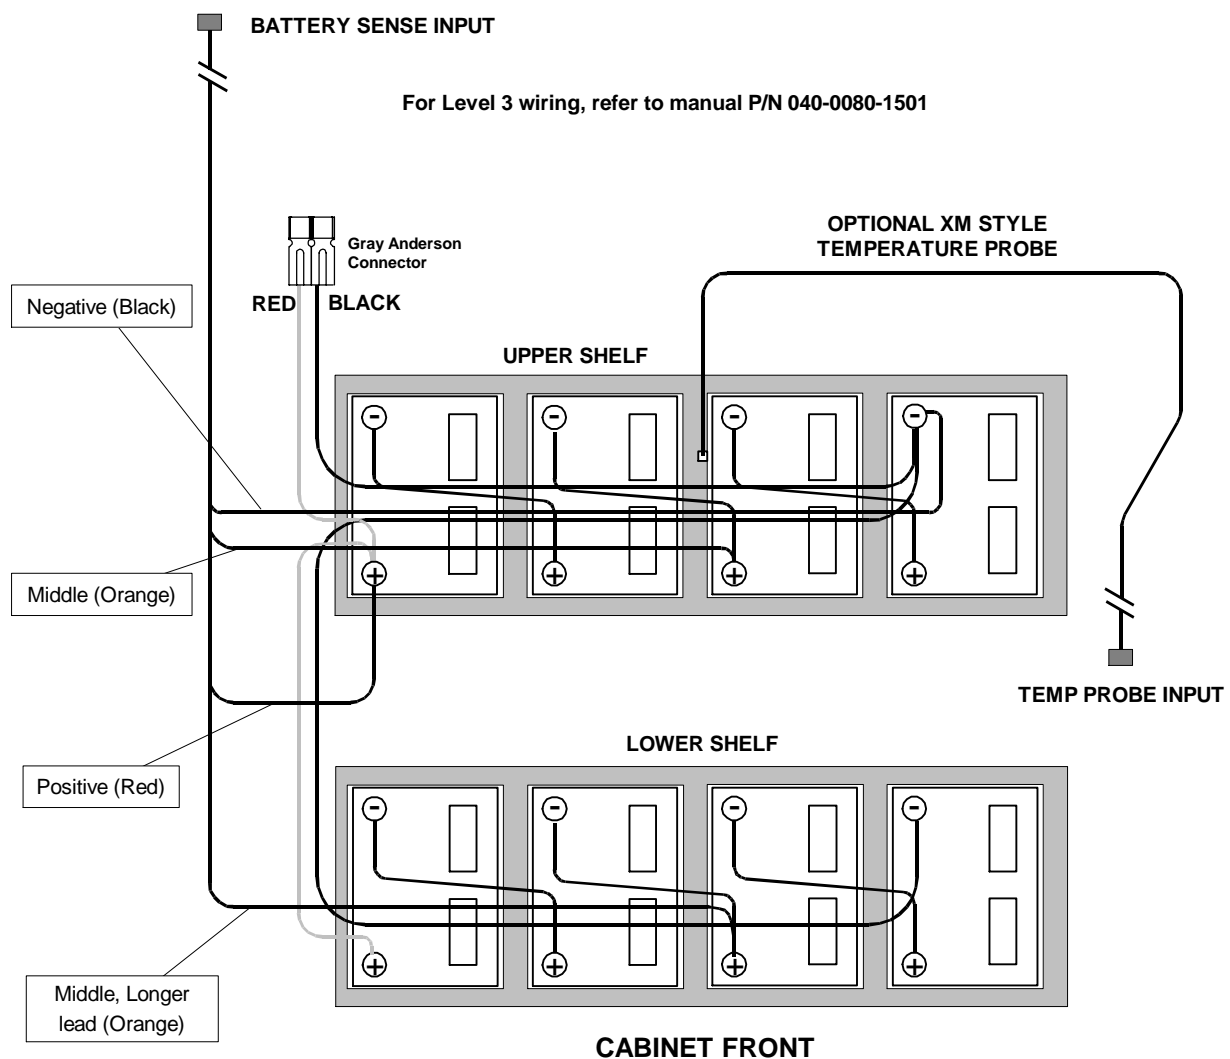 BATTERY SENSE INPUT
For Level 3 wiring, refer to manual P/N 040-0080-1501
OPTIONAL XM STYLE
TEMPERATURE PROBE
Gray Anderson
Connector
RED
BLACK
Negative (Black)
UPPER SHELF
-
-
-
-
+
+
+
+
Middle (Orange)
TEMP PROBE INPUT
LOWER SHELF
Positive (Red)
-
-
-
-
+
+
+
+
Middle, Longer
lead (Orange)
CABINET FRONT